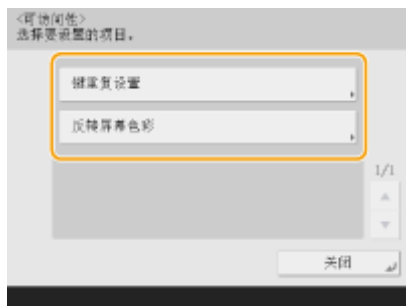 <可访问性>
选择要设置的项目。
键重复设置
反转屏幕色彩
1/1
关闭